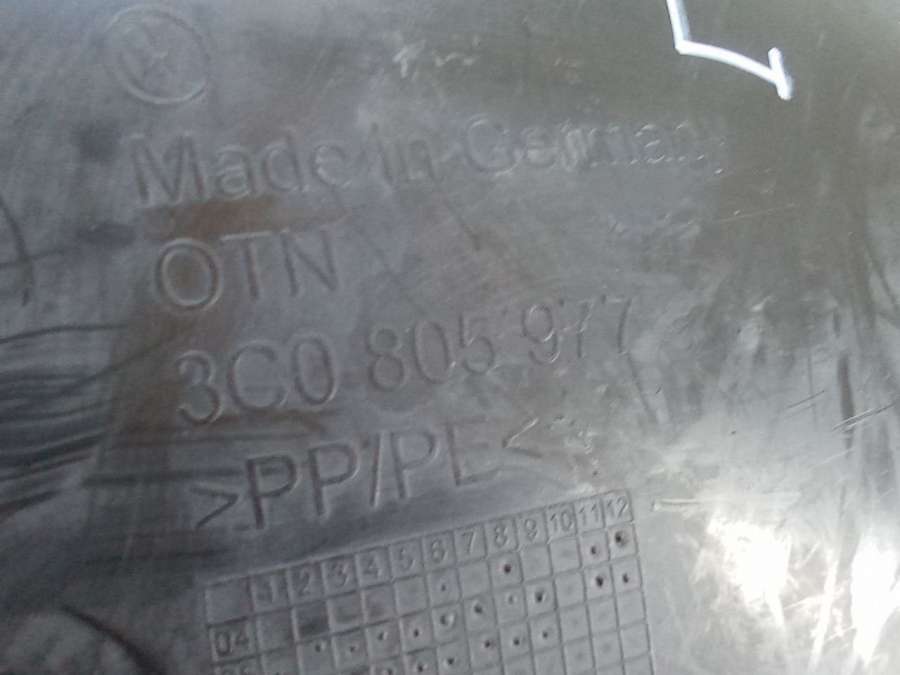 Made in Germany
OTN
3C0 805 977
>PP/PE<
1 2 3 4 5 6 7 8 9 10 11 12
04